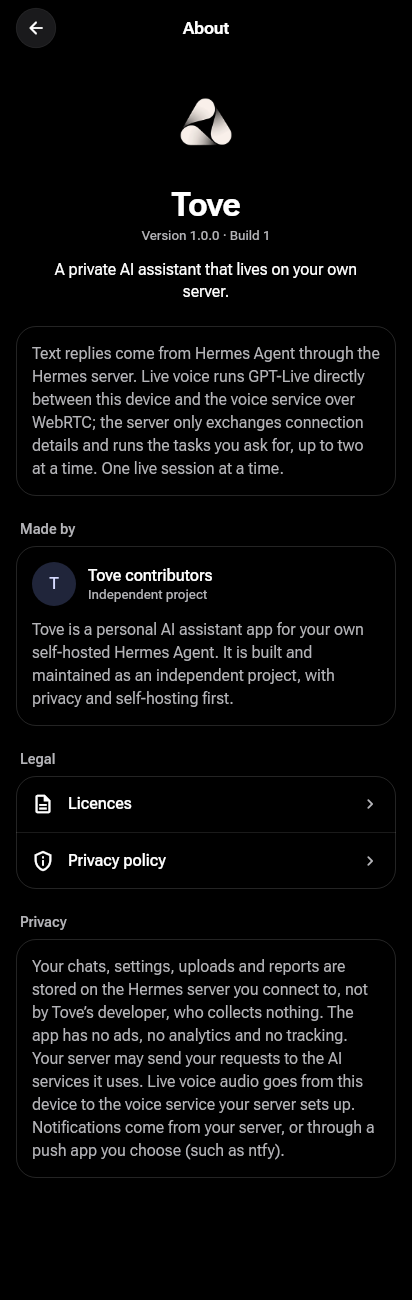 About
Tove
Version 1.0.0 · Build 1
A private AI assistant that lives on your own
server.
Text replies come from Hermes Agent through the
Hermes server. Live voice runs GPT-Live directly
between this device and the voice service over
WebRTC; the server only exchanges connection
details and runs the tasks you ask for, up to two
at a time. One live session at a time.
Made by
T
Tove contributors
Independent project
Tove is a personal AI assistant app for your own
self-hosted Hermes Agent. It is built and
maintained as an independent project, with
privacy and self-hosting first.
Legal
Licences
Privacy policy
Privacy
Your chats, settings, uploads and reports are
stored on the Hermes server you connect to, not
by Tove’s developer, who collects nothing. The
app has no ads, no analytics and no tracking.
Your server may send your requests to the AI
services it uses. Live voice audio goes from this
device to the voice service your server sets up.
Notifications come from your server, or through a
push app you choose (such as ntfy).